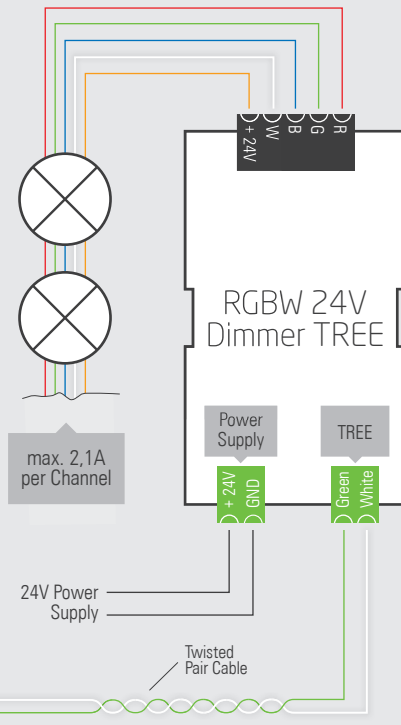 + 24V
W
B
G
R
RGBW 24V
Dimmer TREE
Power
Supply
TREE
max. 2,1A
per Channel
+ 24V
GND
Green
White
24V Power
Supply
Twisted
Pair Cable